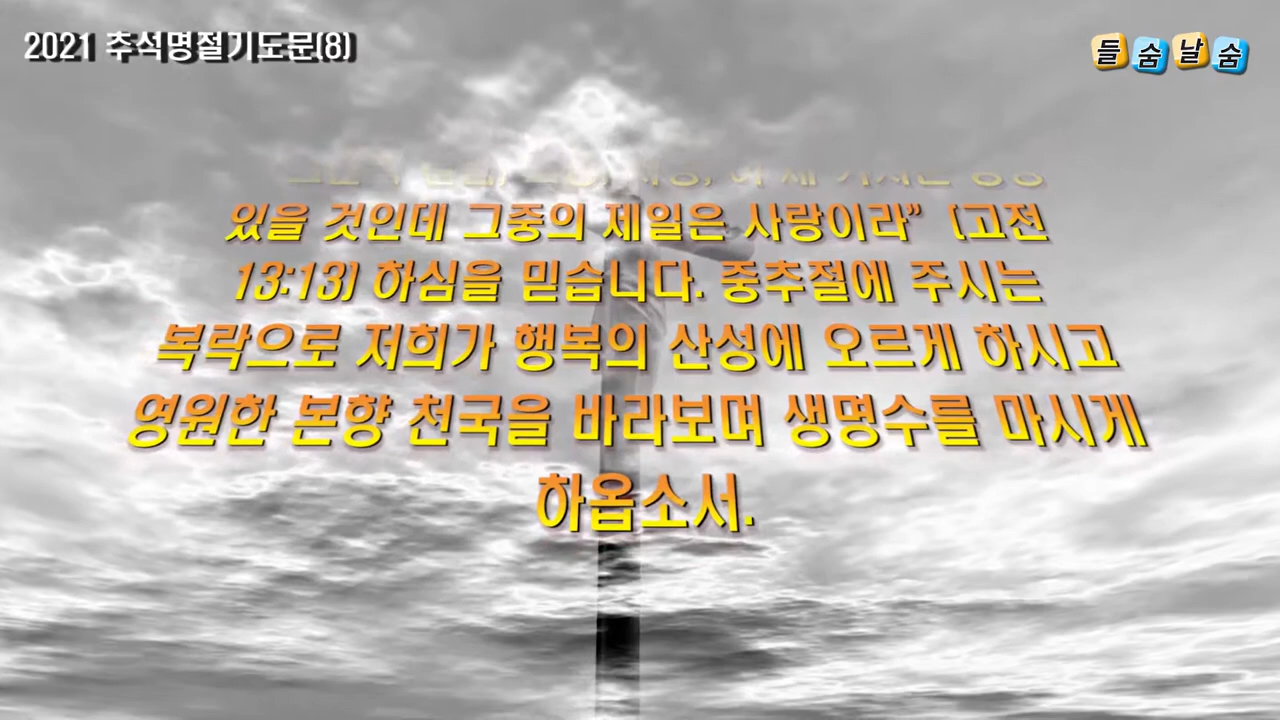 2021 추석명절기도문(8)
들숨날숨
있을 것인데 그중의 제일은 사랑이라” (고전
13:13) 하심을 믿습니다. 중추절에 주시는
복락으로 저희가 행복의 산성에 오르게 하시고
영원한 본향 천국을 바라보며 생명수를 마시게
하옵소서.